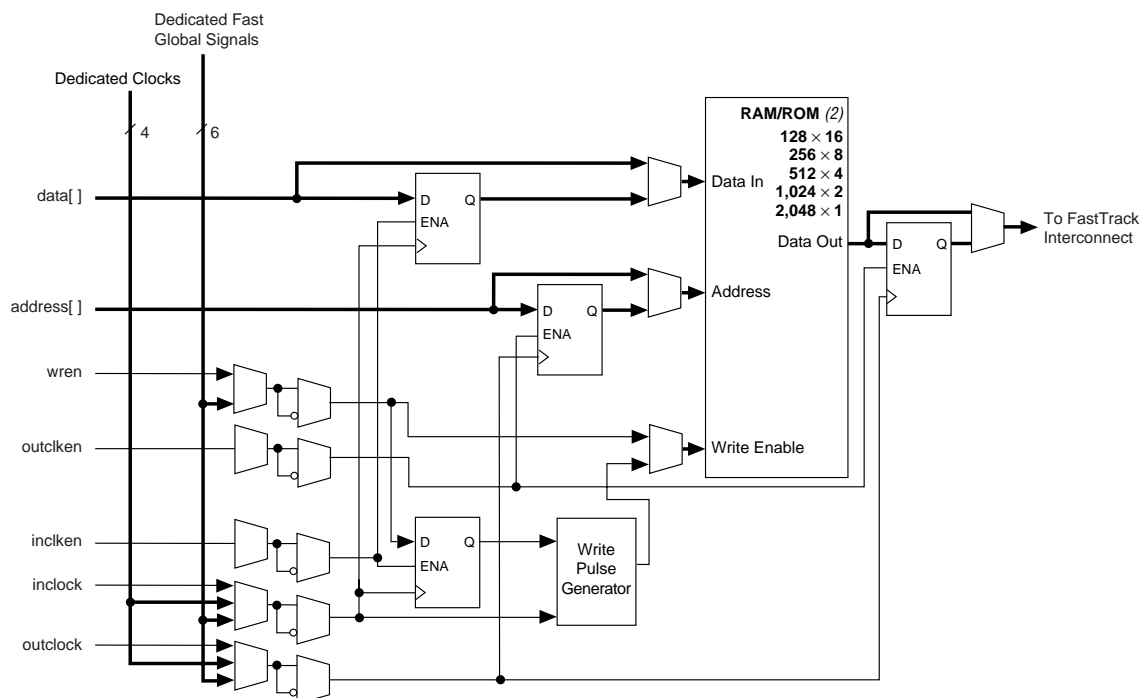 Dedicated Fast
Global Signals
Dedicated Clocks
4
6
RAM/ROM (2)
128 × 16
256 × 8
512 × 4
1,024 × 2
2,048 × 1
data[ ]
D
Q
ENA
Data In
Data Out
D
Q
ENA
To FastTrack
Interconnect
address[ ]
D
Q
ENA
Address
wren
outclken
Write Enable
inclken
D
Q
ENA
Write
Pulse
Generator
inclock
outclock